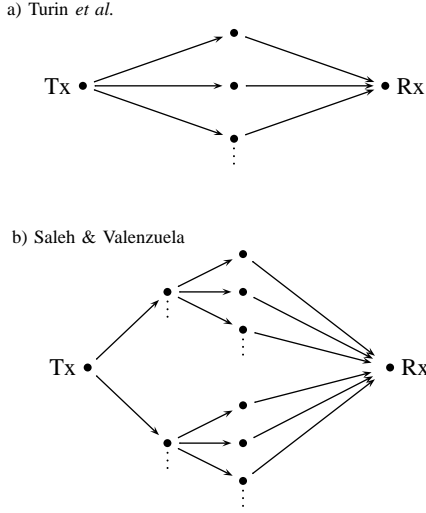 a) Turin et al.
Tx
Rx
b) Saleh & Valenzuela
Tx
Rx